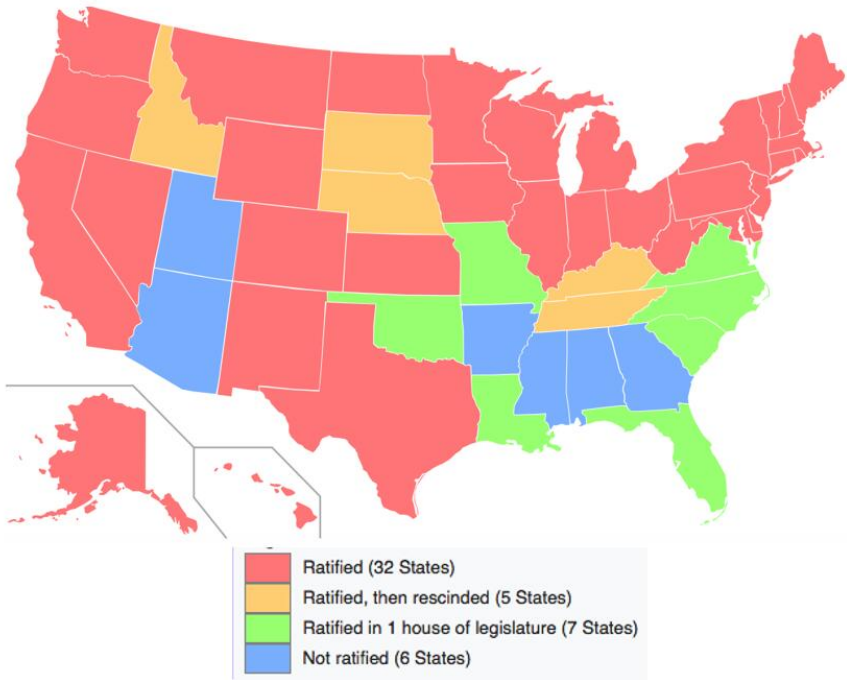 Ratified (32 States)
Ratified, then rescinded (5 States)
Ratified in 1 house of legislature (7 States)
Not ratified (6 States)